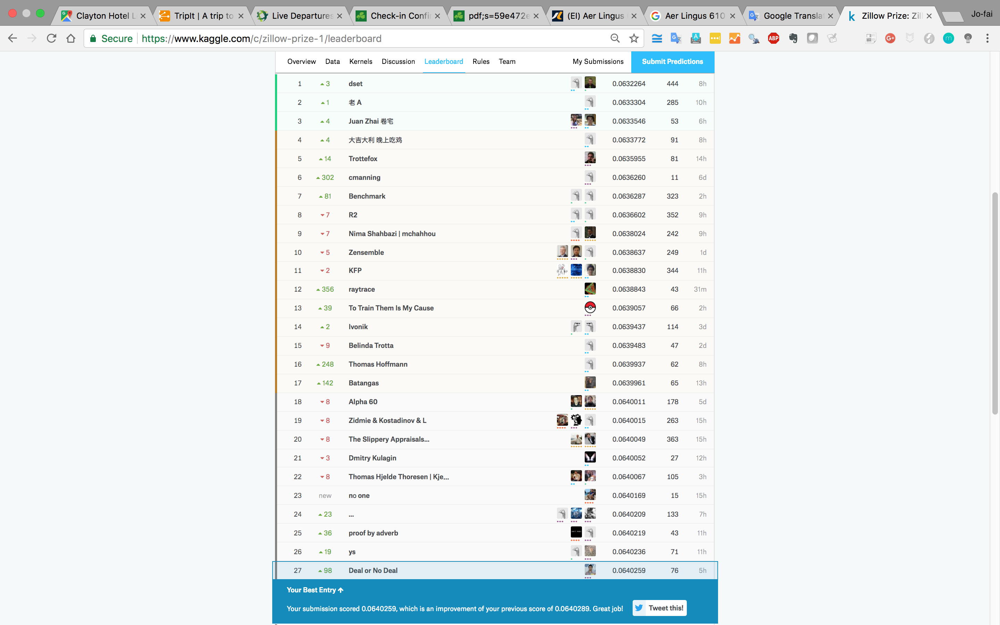 Clayton Hotel L
TripIt | A trip to
Live Departures
Check-in Confir
pdf;s=59e472e
(EI) Aer Lingus
Aer Lingus 610
Google Translat
Zillow Prize: Zill
Jo-fai
Secure https://www.kaggle.com/c/zillow-prize-1/leaderboard
Overview Data Kernels Discussion Leaderboard Rules Team My Submissions Submit Predictions
1 3 dset 0.0632264 444 8h
2 1 老 A 0.0633304 285 10h
3 4 Juan Zhai 卷宅 0.0633546 53 6h
4 4 大吉大利 晚上吃鸡 0.0633772 91 8h
5 14 Trottefox 0.0635955 81 14h
6 302 cmanning 0.0636260 11 6d
7 81 Benchmark 0.0636287 323 2h
8 7 R2 0.0636602 352 9h
9 7 Nima Shahbazi | mchahhou 0.0638024 242 9h
10 5 Zensemble 0.0638637 249 1d
11 2 KFP 0.0638830 344 11h
12 356 raytrace 0.0638843 43 31m
13 39 To Train Them Is My Cause 0.0639057 66 2h
14 2 Ivonik 0.0639437 114 3d
15 9 Belinda Trotta 0.0639483 47 2d
16 248 Thomas Hoffmann 0.0639937 62 8h
17 142 Batangas 0.0639961 65 13h
18 8 Alpha 60 0.0640011 178 5d
19 8 Zidmie & Kostadinov & L 0.0640015 263 15h
20 8 The Slippery Appraisals... 0.0640049 363 15h
21 3 Dmitry Kulagin 0.0640052 27 12h
22 8 Thomas Hjelde Thoresen | Kje... 0.0640067 105 3h
23 new no one 0.0640169 15 15h
24 23 ... 0.0640209 133 7h
25 36 proof by adverb 0.0640219 43 11h
26 19 ys 0.0640236 71 11h
27 98 Deal or No Deal 0.0640259 76 5h
Your Best Entry
Your submission scored 0.0640259, which is an improvement of your previous score of 0.0640289. Great job! Tweet this!